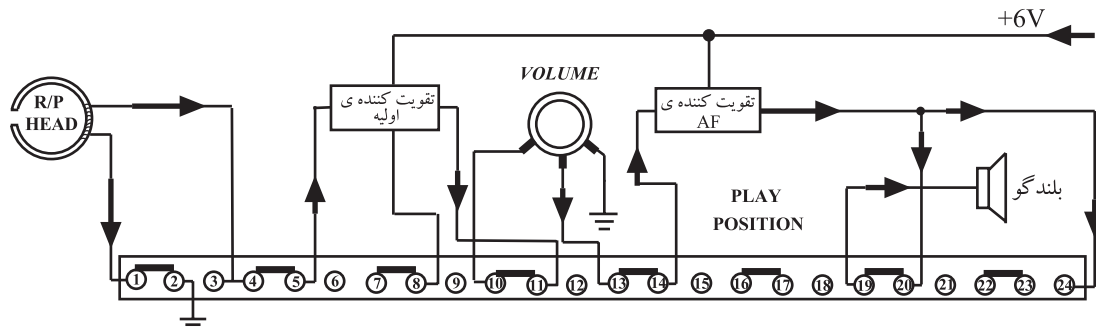 +6V
VOLUME
R/P
HEAD
تقویت کننده ی
اولیه
تقویت کننده ی
AF
بلندگو
PLAY
POSITION
1 2 3 4 5 6 7 8 9 10 11 12 13 14 15 16 17 18 19 20 21 22 23 24